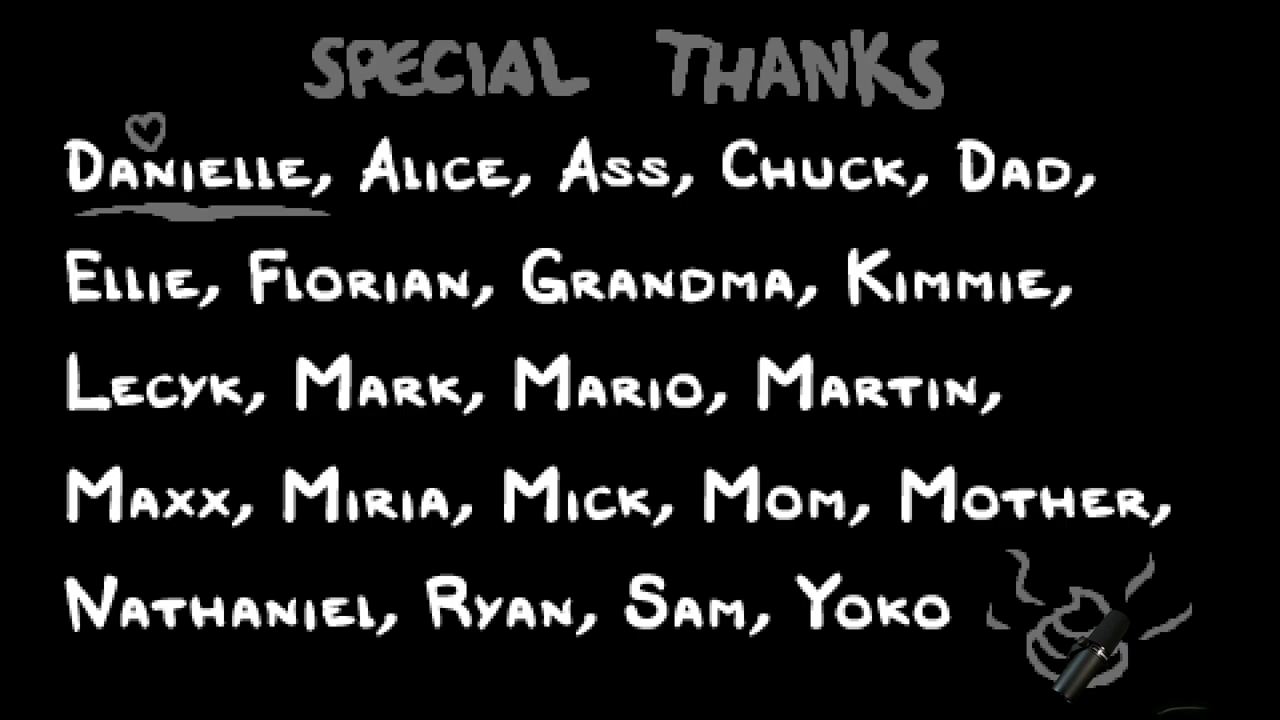 SPECIAL THANKS
DANIELLE, ALICE, ASS, CHUCK, DAD,
ELLIE, FLORIAN, GRANDMA, KIMMIE,
LECYK, MARK, MARIO, MARTIN,
MAXX, MIRIA, MICK, MOM, MOTHER,
NATHANIEL, RYAN, SAM, YOKO